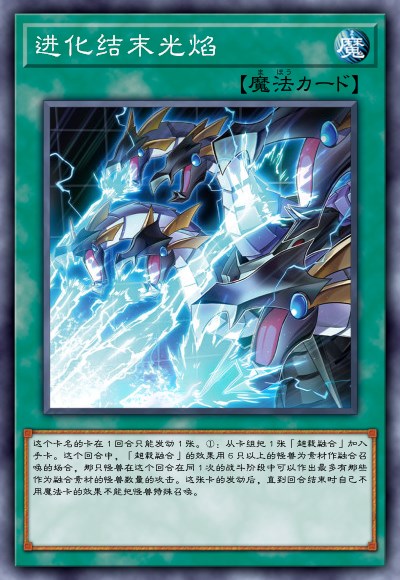 进化结束光焰
魔
【魔法カード】
ま ほう
这个卡名的卡在1回合只能发动1张。①:从卡组把1张「超载融合」加入
手卡。这个回合中,「超载融合」的效果用6只以上的怪兽为素材作融合召
唤的场合,那只怪兽在这个回合在同1次的战斗阶段中可以作出最多有那些
作为融合素材的怪兽数量的攻击。这张卡的发动后,直到回合结束时自己不
用魔法卡的效果不能把怪兽特殊召唤。